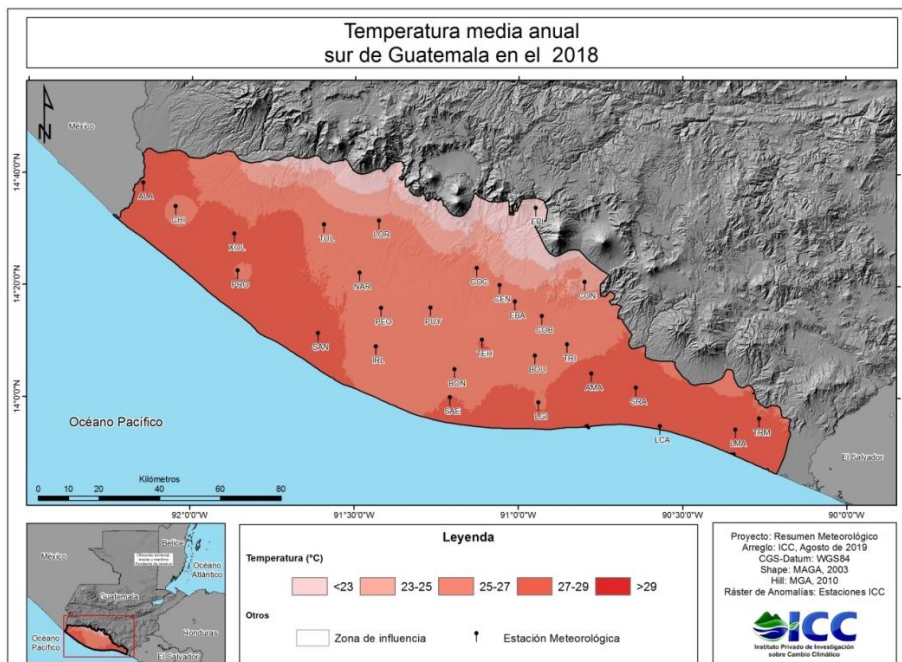 Temperatura media anual
sur de Guatemala en el 2018
México
N
14°40'0"N
14°20'0"N
14°0'0"N
ALA
CHI
XOL
PRO
TUL
LOR
NAR
SAN
PEO
PUY
IRL
COC
CEN
EBA
COB
CON
TEH
BOU
TRI
BON
SAE
LGI
AMA
SRA
LCA
LMA
TRM
Océano Pacífico
El Salvador
Kilómetros
0 10 20 40 60 80
92°0'0"W 91°30'0"W 91°0'0"W 90°30'0"W 90°0'0"W
México
Belice
Océano
Atlántico
Guatemala
Honduras
Océano
Pacífico
El Salvador
Leyenda
Temperatura (°C)
<23 23-25 25-27 27-29 >29
Otros
Zona de influencia Estación Meteorológica
Proyecto: Resumen Meteorológico
Arreglo: ICC, Agosto de 2019
CGS-Datum: WGS84
Shape: MAGA, 2003
Hill: MGA, 2010
Ráster de Anomalías: Estaciones ICC
ICC
Instituto Privado de Investigación
sobre Cambio Climático